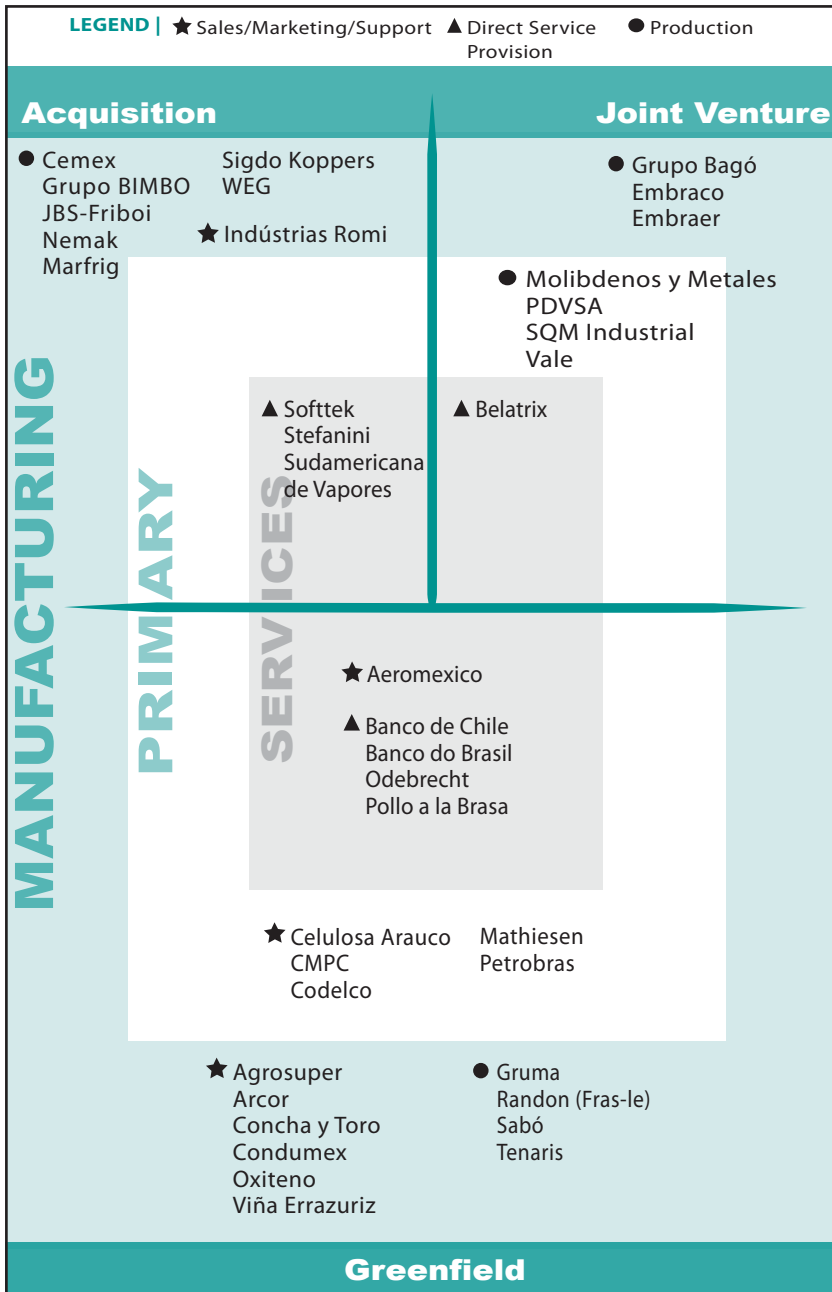 LEGEND | ★ Sales/Marketing/Support ▲ Direct Service Provision ● Production
Acquisition
Joint Venture
● Cemex
Grupo BIMBO
JBS-Friboi
Nemak
Marfrig
Sigdo Koppers
WEG
★ Indústrias Romi
● Grupo Bagó
Embraco
Embraer
● Molibdenos y Metales
PDVSA
SQM Industrial
Vale
MANUFACTURING
PRIMARY
SERVICES
▲ Softtek
Stefanini
Sudamericana
de Vapores
▲ Belatrix
★ Aeromexico
▲ Banco de Chile
Banco do Brasil
Odebrecht
Pollo a la Brasa
★ Celulosa Arauco
CMPC
Codelco
Mathiesen
Petrobras
★ Agrosuper
Arcor
Concha y Toro
Condumex
Oxiteno
Viña Errazuriz
● Gruma
Randon (Fras-le)
Sabó
Tenaris
Greenfield